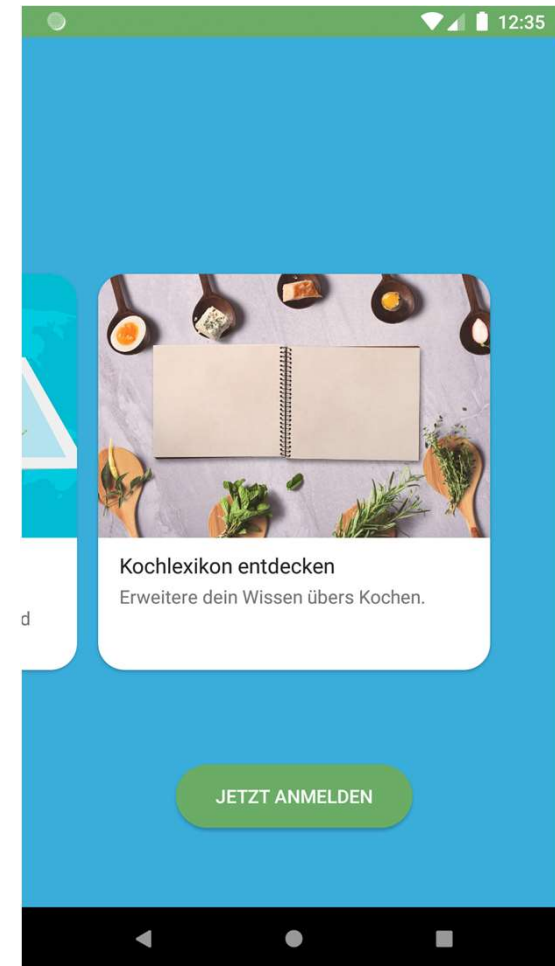 12:35
Kochlexikon entdecken
Erweitere dein Wissen übers Kochen.
d
JETZT ANMELDEN